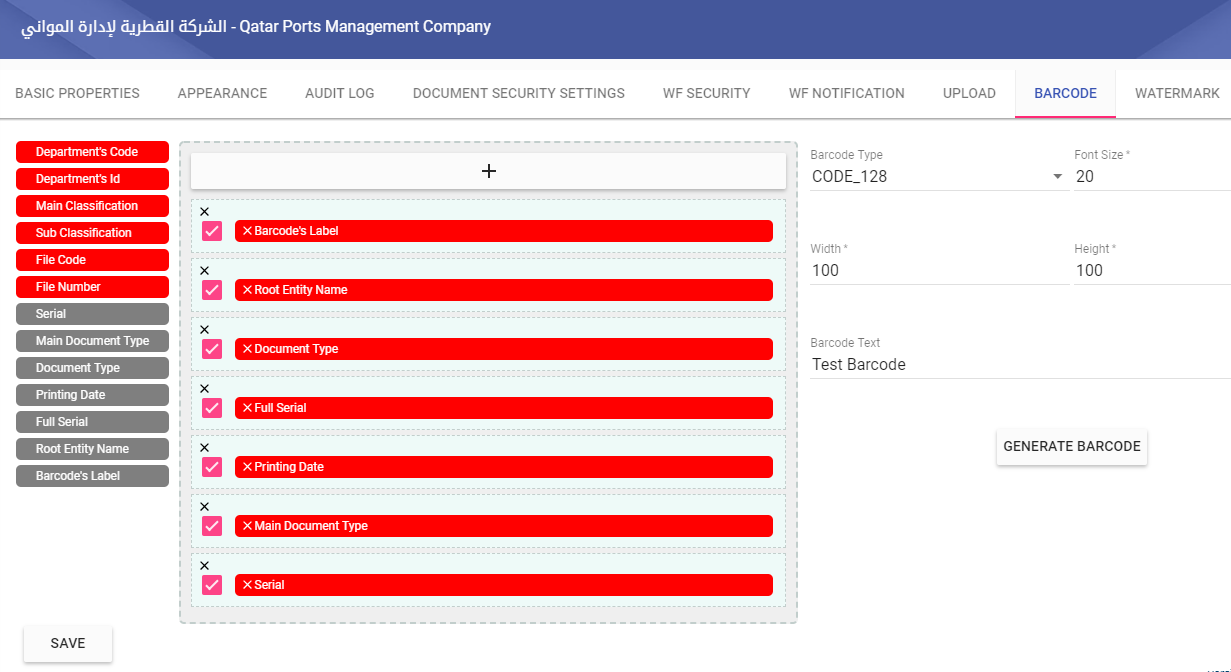 الشركة القطرية لإدارة المواني - Qatar Ports Management Company
BASIC PROPERTIES APPEARANCE AUDIT LOG DOCUMENT SECURITY SETTINGS WF SECURITY WF NOTIFICATION UPLOAD BARCODE WATERMARK
Department's Code
Department's Id
Main Classification
Sub Classification
File Code
File Number
Serial
Main Document Type
Document Type
Printing Date
Full Serial
Root Entity Name
Barcode's Label
Barcode's Label
Root Entity Name
Document Type
Full Serial
Printing Date
Main Document Type
Serial
Barcode Type Font Size *
CODE_128 20
Width * Height *
100 100
Barcode Text
Test Barcode
GENERATE BARCODE
SAVE